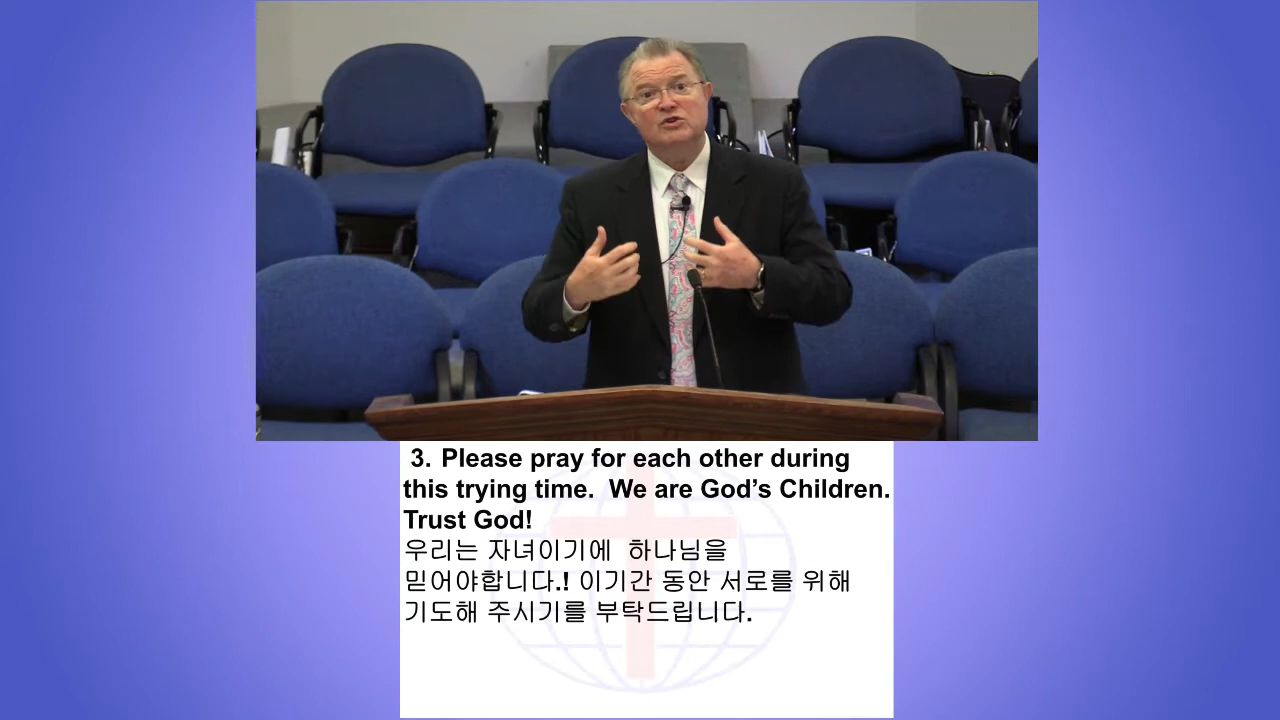 3. Please pray for each other during
this trying time. We are God’s Children.
Trust God!
우리는 자녀이기에 하나님을
믿어야합니다.! 이기간 동안 서로를 위해
기도해 주시기를 부탁드립니다.